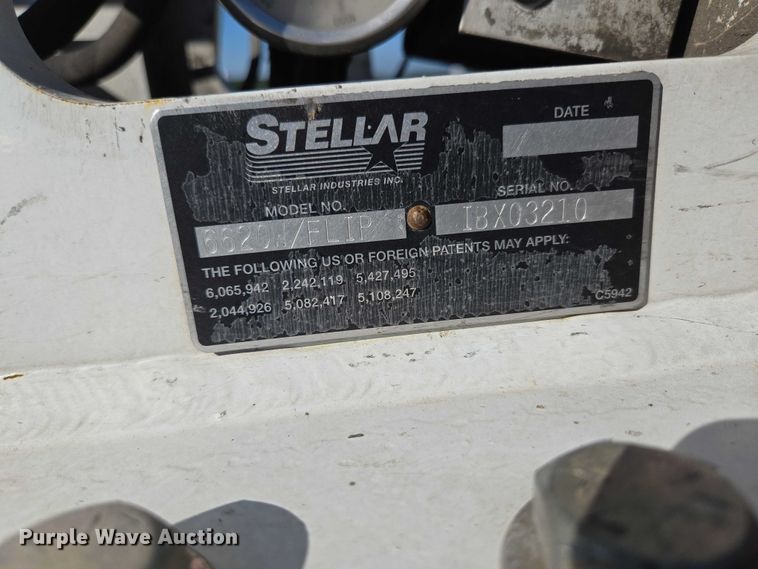 STELLAR
STELLAR INDUSTRIES INC.
DATE
MODEL NO.
SERIAL NO.
6620W/FLIP
IBX03210
THE FOLLOWING US OR FOREIGN PATENTS MAY APPLY:
6,065,942 2,242,119 5,427,495
2,044,926 5,082,417 5,108,247
C5942
Purple Wave Auction